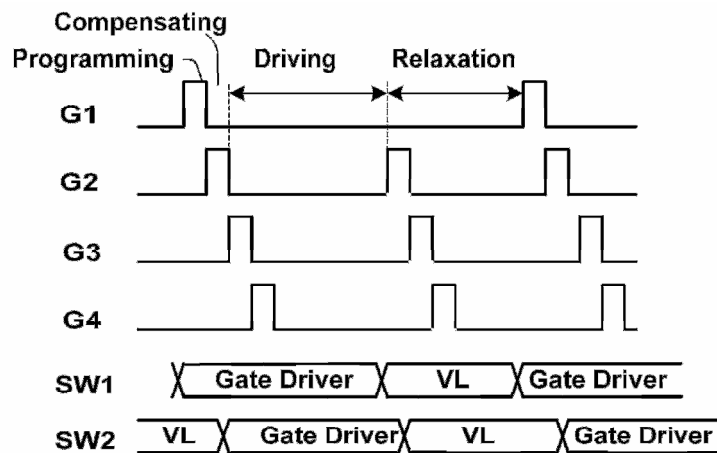 Compensating
Programming Driving Relaxation
G1
G2
G3
G4
SW1 Gate Driver VL Gate Driver
SW2 VL Gate Driver VL Gate Driver